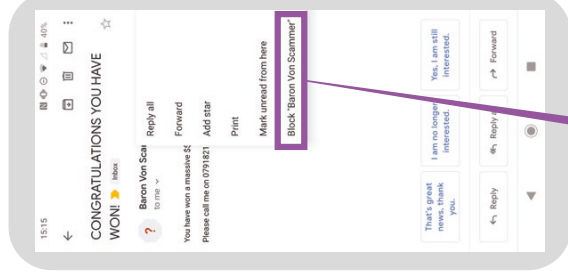 15:15
40%
CONGRATULATIONS YOU HAVE
WON! Inbox
Baron Von Scar
to me
You have won a massive $$
Please call me on 0791821
Reply all
Forward
Add star
Print
Mark unread from here
Block "Baron Von Scammer"
That's great
news, thank
you.
I am no longer
interested.
Yes, I am still
interested.
Reply
Reply a
Forward